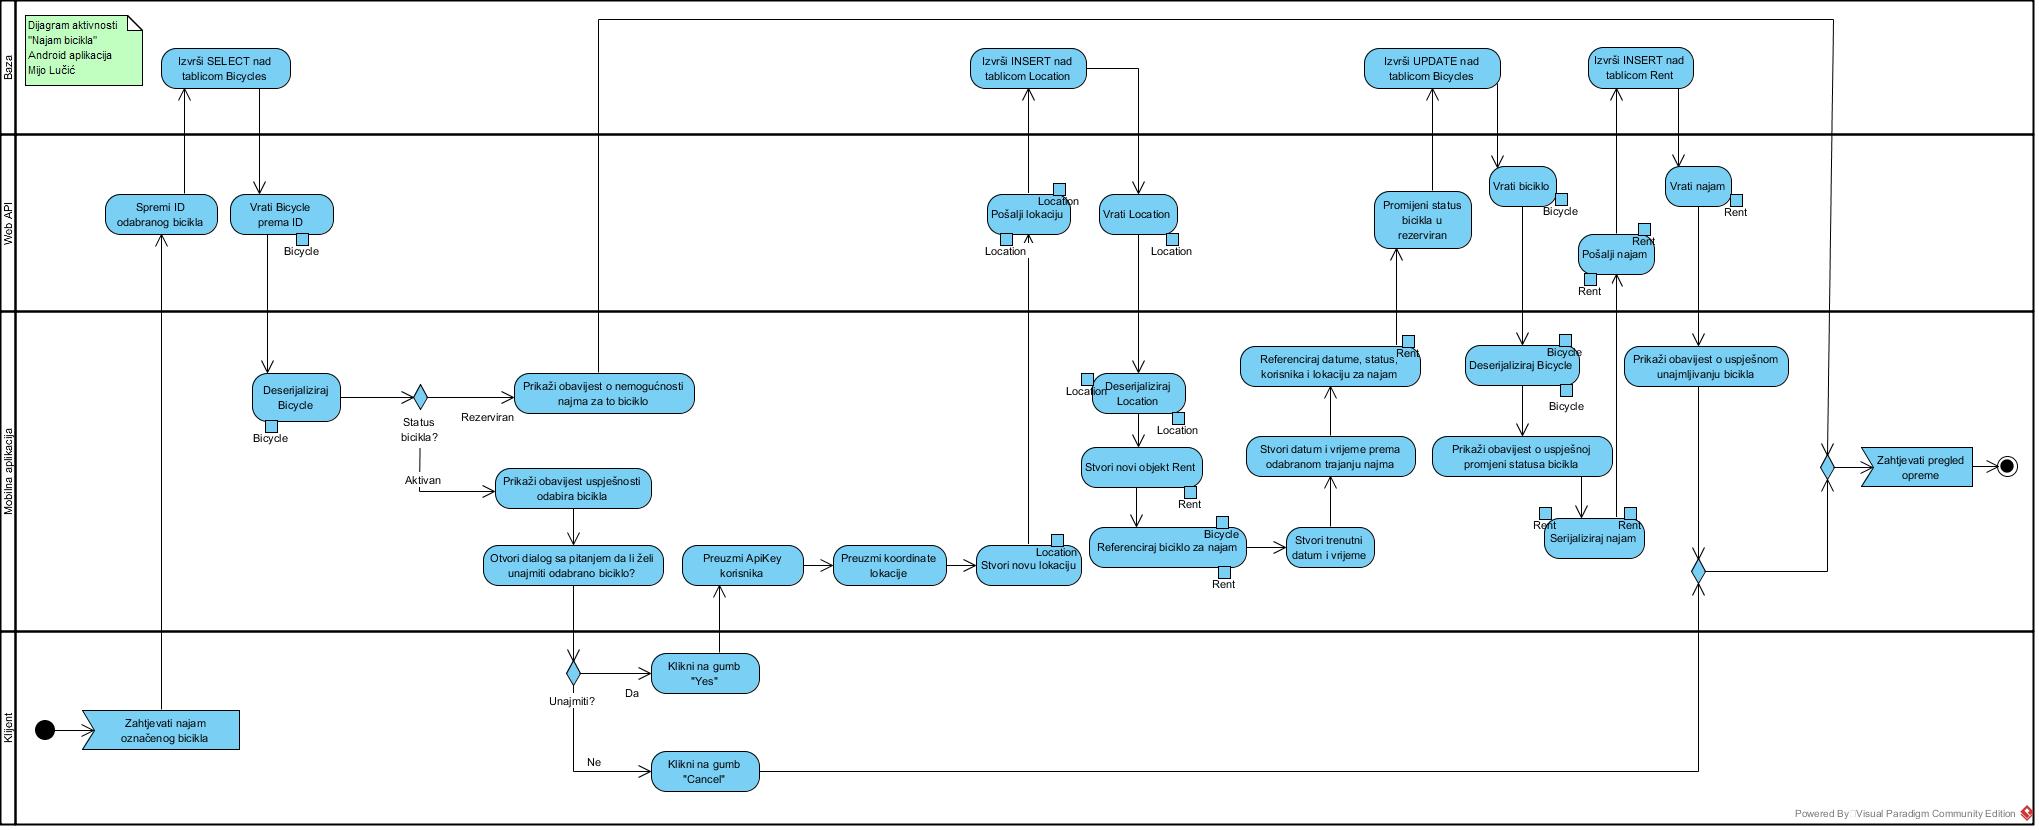 Dijagram aktivnosti
"Najam bicikla"
Android aplikacija
Mijo Lučić
Baza
Izvrši SELECT nad
tablicom Bicycles
Izvrši INSERT nad
tablicom Location
Izvrši UPDATE nad
tablicom Bicycles
Izvrši INSERT nad
tablicom Rent
Web API
Spremi ID
odabranog bicikla
Vrati Bicycle
prema ID
Bicycle
Location
Pošalji lokaciju
Location
Vrati Location
Location
Promijeni status
bicikla u
rezerviran
Vrati biciklo
Bicycle
Rent
Pošalji najam
Rent
Vrati najam
Rent
Mobilna aplikacija
Deserijaliziraj
Bicycle
Bicycle
Status
bicikla?
Rezerviran
Aktivan
Prikaži obavijest o nemogućnosti
najma za to biciklo
Prikaži obavijest uspješnosti
odabira bicikla
Otvori dialog sa pitanjem da li želi
unajmiti odabrano biciklo?
Preuzmi ApiKey
korisnika
Preuzmi koordinate
lokacije
Location
Stvori novu lokaciju
Location
Deserijaliziraj
Location
Location
Stvori novi objekt Rent
Rent
Bicycle
Referenciraj biciklo za najam
Rent
Stvori trenutni
datum i vrijeme
Stvori datum i vrijeme prema
odabranom trajanju najma
Referenciraj datume, status,
korisnika i lokaciju za najam
Rent
Bicycle
Deserijaliziraj Bicycle
Bicycle
Prikaži obavijest o uspješnoj
promjeni statusa bicikla
Rent
Rent
Serijaliziraj najam
Prikaži obavijest o uspješnom
unajmljivanju bicikla
Zahtjevati pregled
opreme
Klijent
Zahtjevati najam
označenog bicikla
Unajmiti?
Da
Klikni na gumb
"Yes"
Ne
Klikni na gumb
"Cancel"
Powered By Visual Paradigm Community Edition